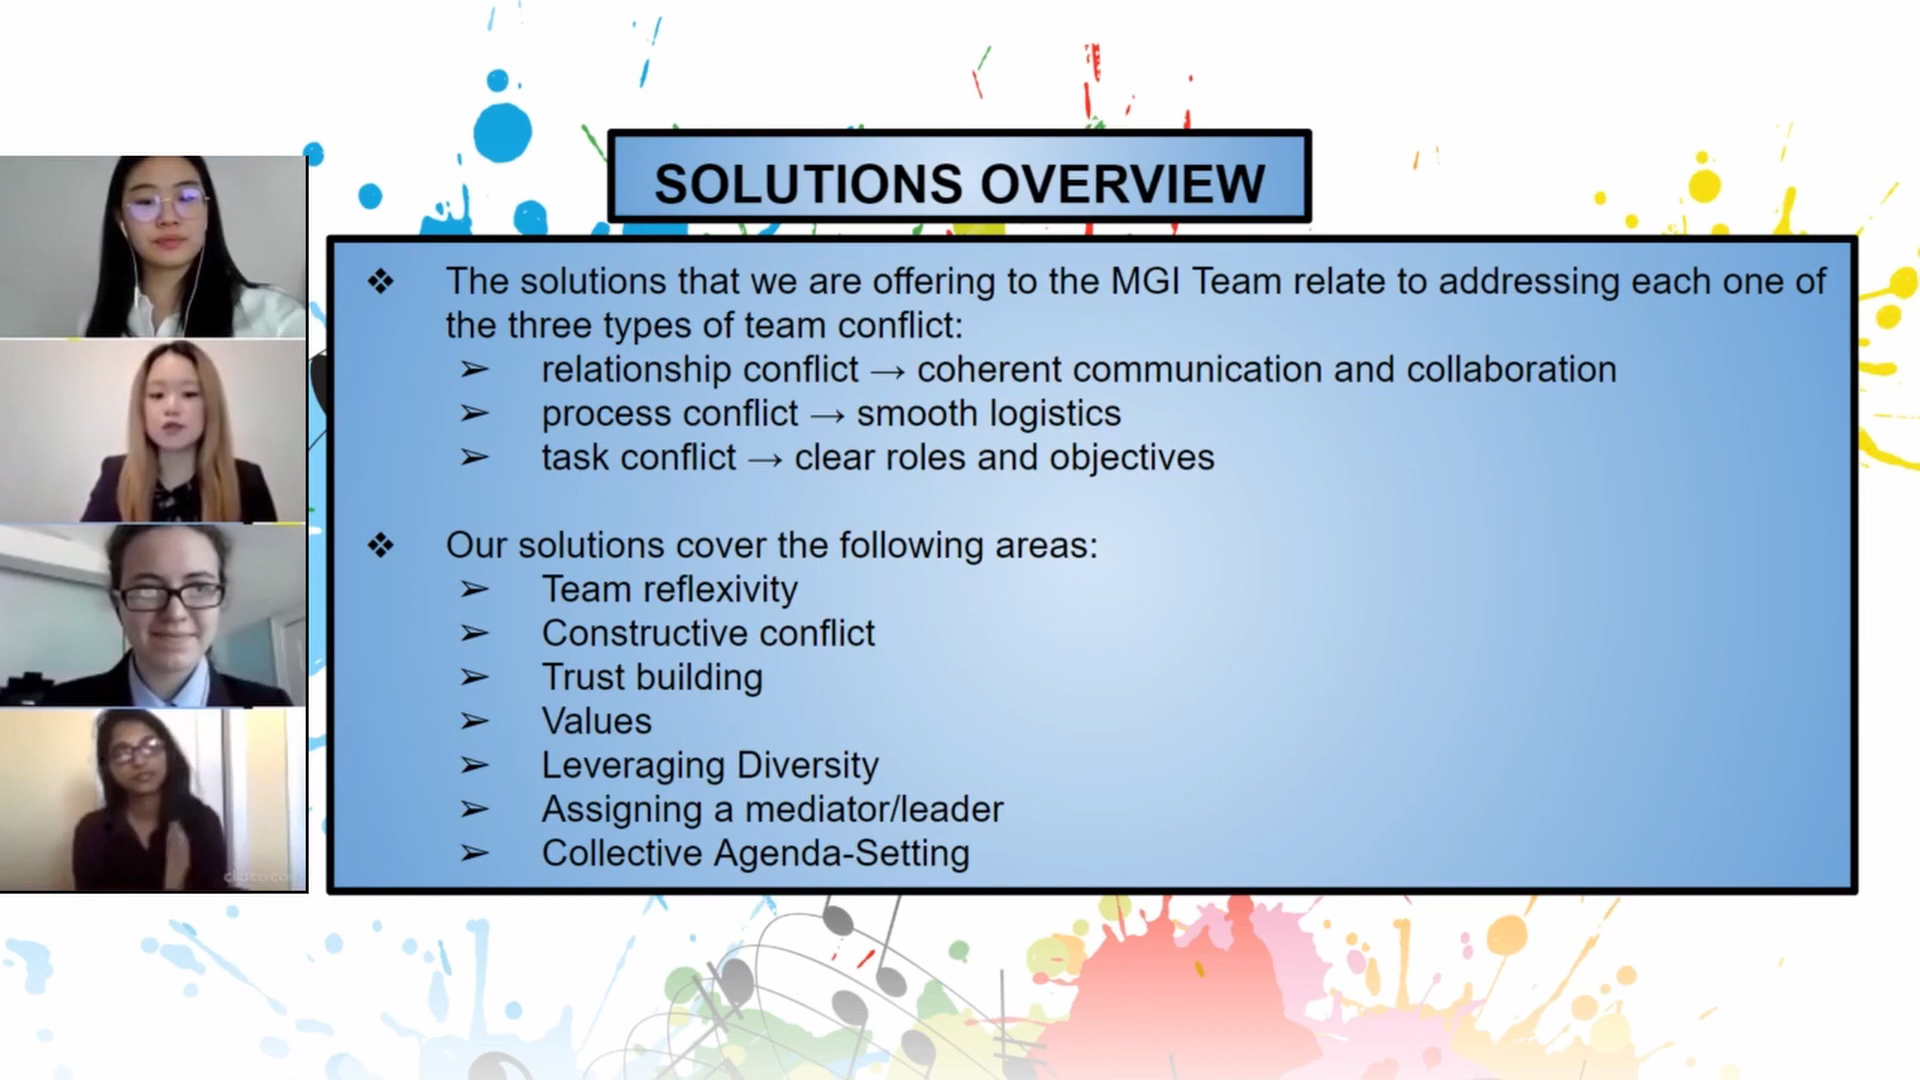 SOLUTIONS OVERVIEW
❖ The solutions that we are offering to the MGI Team relate to addressing each one of
the three types of team conflict:
➢ relationship conflict → coherent communication and collaboration
➢ process conflict → smooth logistics
➢ task conflict → clear roles and objectives
❖ Our solutions cover the following areas:
➢ Team reflexivity
➢ Constructive conflict
➢ Trust building
➢ Values
➢ Leveraging Diversity
➢ Assigning a mediator/leader
➢ Collective Agenda-Setting